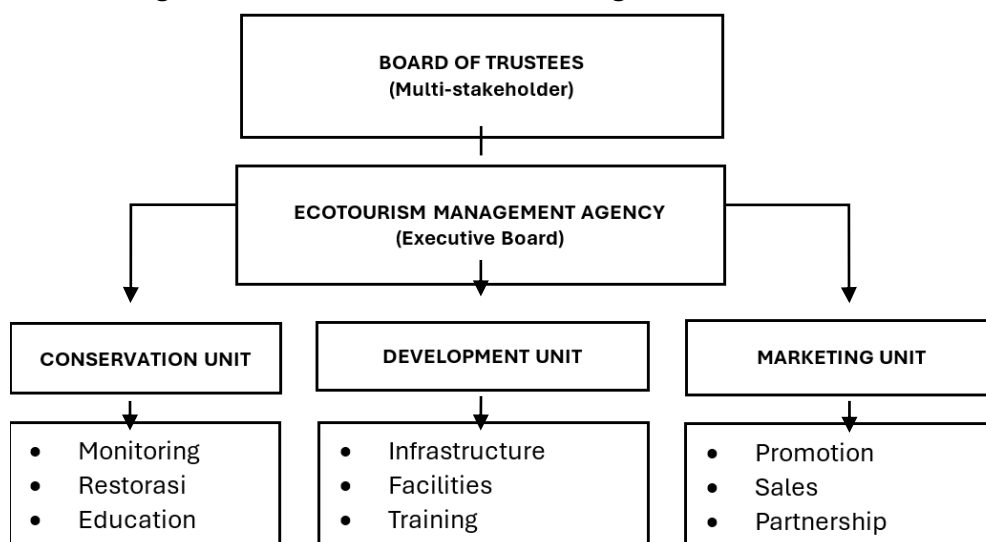 BOARD OF TRUSTEES
(Multi-stakeholder)
ECOTOURISM MANAGEMENT AGENCY
(Executive Board)
CONSERVATION UNIT
DEVELOPMENT UNIT
MARKETING UNIT
• Monitoring
• Restorasi
• Education
• Infrastructure
• Facilities
• Training
• Promotion
• Sales
• Partnership